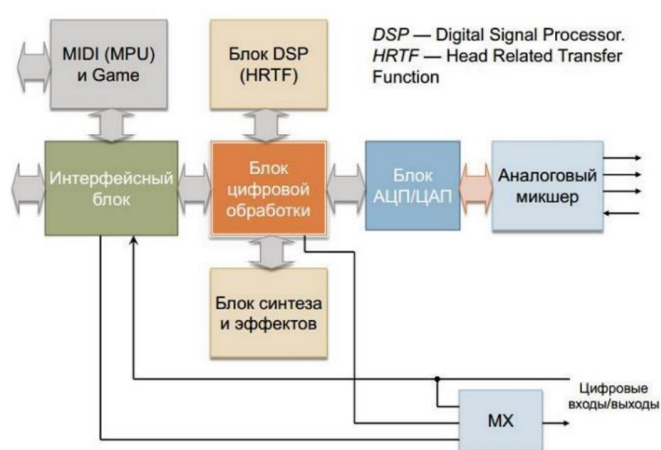 MIDI (MPU)
и Game
Блок DSP
(HRTF)
DSP — Digital Signal Processor.
HRTF — Head Related Transfer
Function
Интерфейсный
блок
Блок
цифровой
обработки
Блок
АЦП/ЦАП
Аналоговый
микшер
Блок синтеза
и эффектов
Цифровые
входы/выходы
MX